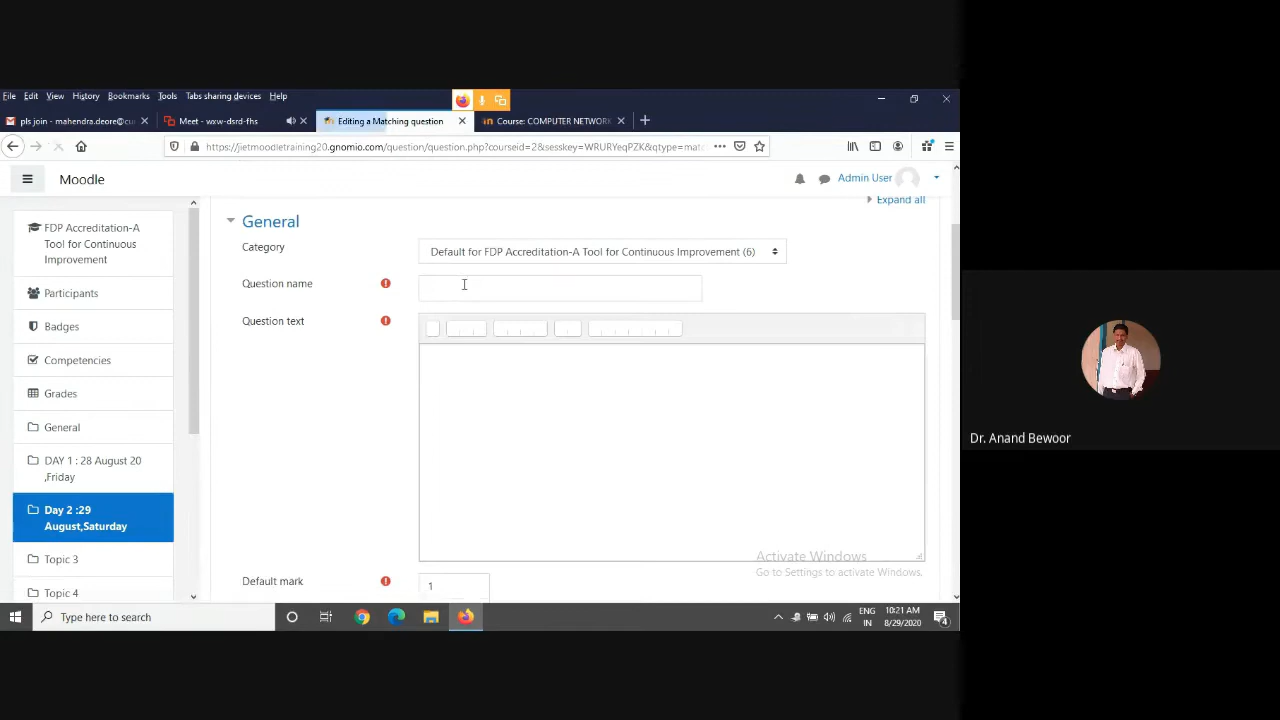 File Edit View History Bookmarks Tools Tabs sharing devices Help
pls join - mahendra.deore@cu
Meet - wxw-dsrd-fhs
Editing a Matching question
Course: COMPUTER NETWORK
https://jietmoodletraining20.gnomio.com/question/question.php?courseid=2&sesskey=WRURYeqPZK&qtype=mat
Moodle
Admin User
FDP Accreditation-A
Tool for Continuous
Improvement
Participants
Badges
Competencies
Grades
General
DAY 1 : 28 August 20
,Friday
Day 2 :29
August,Saturday
Topic 3
Topic 4
Expand all
General
Category
Default for FDP Accreditation-A Tool for Continuous Improvement (6)
Question name
Question text
Default mark
1
Activate Windows
Go to Settings to activate Windows.
Type here to search
ENG
IN
10:21 AM
8/29/2020
4
Dr. Anand Bewoor